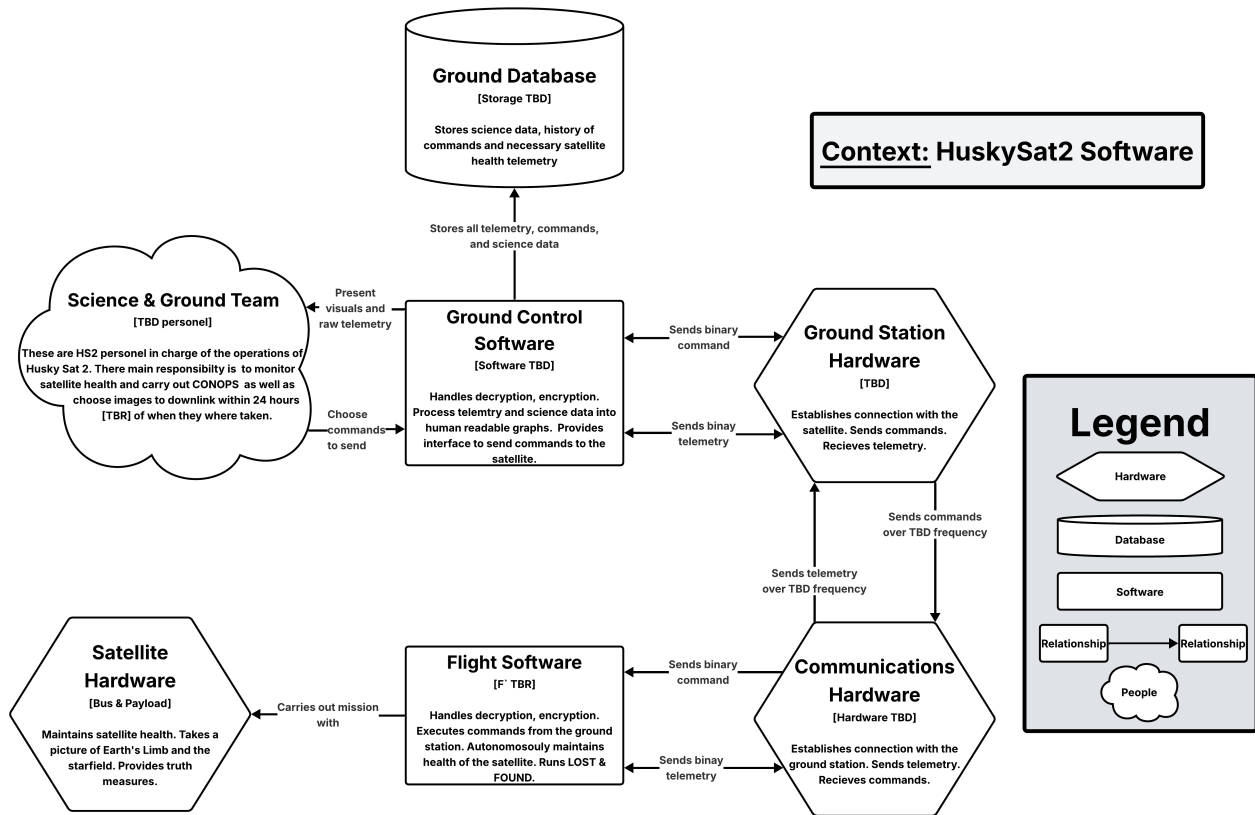 Ground Database
[Storage TBD]
Stores science data, history of
commands and necessary satellite
health telemetry
Context: HuskySat2 Software
Stores all telemetry, commands,
and science data
Science & Ground Team
[TBD personel]
These are HS2 personel in charge of the operations of
Husky Sat 2. There main responsibilty is to monitor
satellite health and carry out CONOPS as well as
choose images to downlink within 24 hours
[TBR] of when they where taken.
Present
visuals and
raw telemetry
Choose
commands
to send
Ground Control
Software
[Software TBD]
Handles decryption, encryption.
Process telemtry and science data into
human readable graphs. Provides
interface to send commands to the
satellite.
Sends binary
command
Sends binay
telemetry
Ground Station
Hardware
[TBD]
Establishes connection with the
satellite. Sends commands.
Recieves telemetry.
Sends commands
over TBD frequency
Sends telemetry
over TBD frequency
Legend
Hardware
Database
Software
Relationship
Relationship
People
Satellite
Hardware
[Bus & Payload]
Maintains satellite health. Takes a
picture of Earth's Limb and the
starfield. Provides truth
measures.
Carries out mission
with
Flight Software
[F` TBR]
Handles decryption, encryption.
Executes commands from the ground
station. Autonomosouly maintains
health of the satellite. Runs LOST &
FOUND.
Sends binary
command
Sends binay
telemetry
Communications
Hardware
[Hardware TBD]
Establishes connection with the
ground station. Sends telemetry.
Recieves commands.